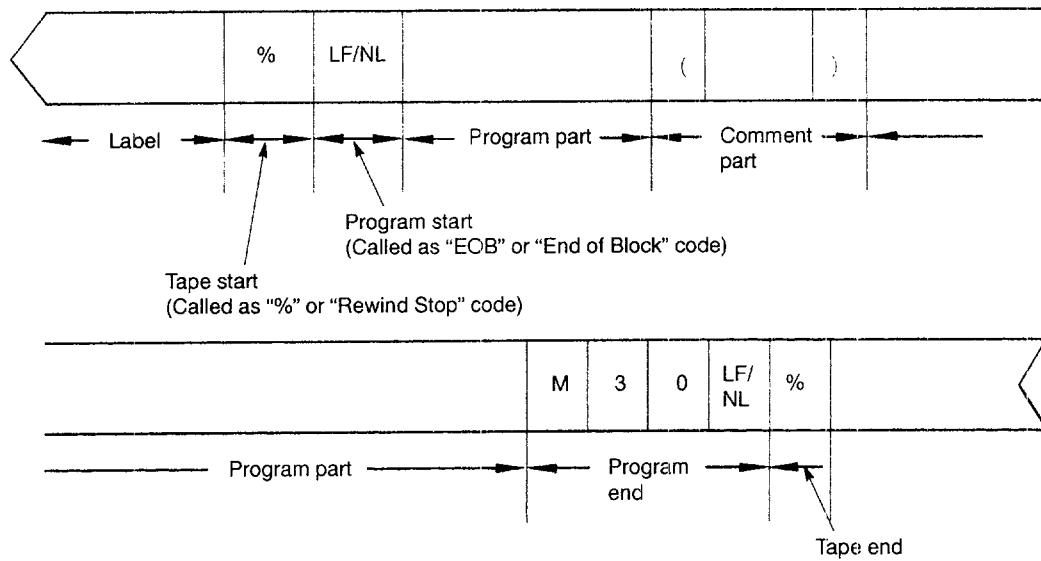 % LF/NL ( )
Label Program part Comment
part
Program start
(Called as "EOB" or "End of Block" code)
Tape start
(Called as "%" or "Rewind Stop" code)
M 3 0 LF/
NL %
Program part Program
end
Tape end